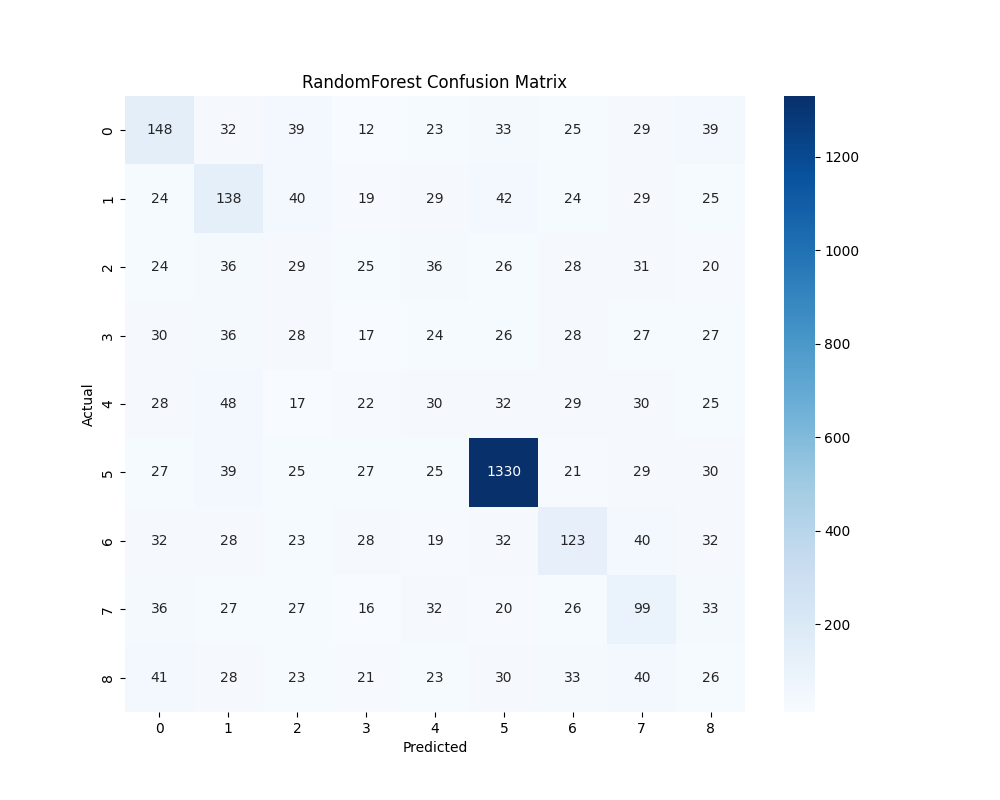 RandomForest Confusion Matrix
0 148 32 39 12 23 33 25 29 39
1 24 138 40 19 29 42 24 29 25
2 24 36 29 25 36 26 28 31 20
3 30 36 28 17 24 26 28 27 27
4 28 48 17 22 30 32 29 30 25
5 27 39 25 27 25 1330 21 29 30
6 32 28 23 28 19 32 123 40 32
7 36 27 27 16 32 20 26 99 33
8 41 28 23 21 23 30 33 40 26
0 1 2 3 4 5 6 7 8
Predicted
Actual
1200
1000
800
600
400
200